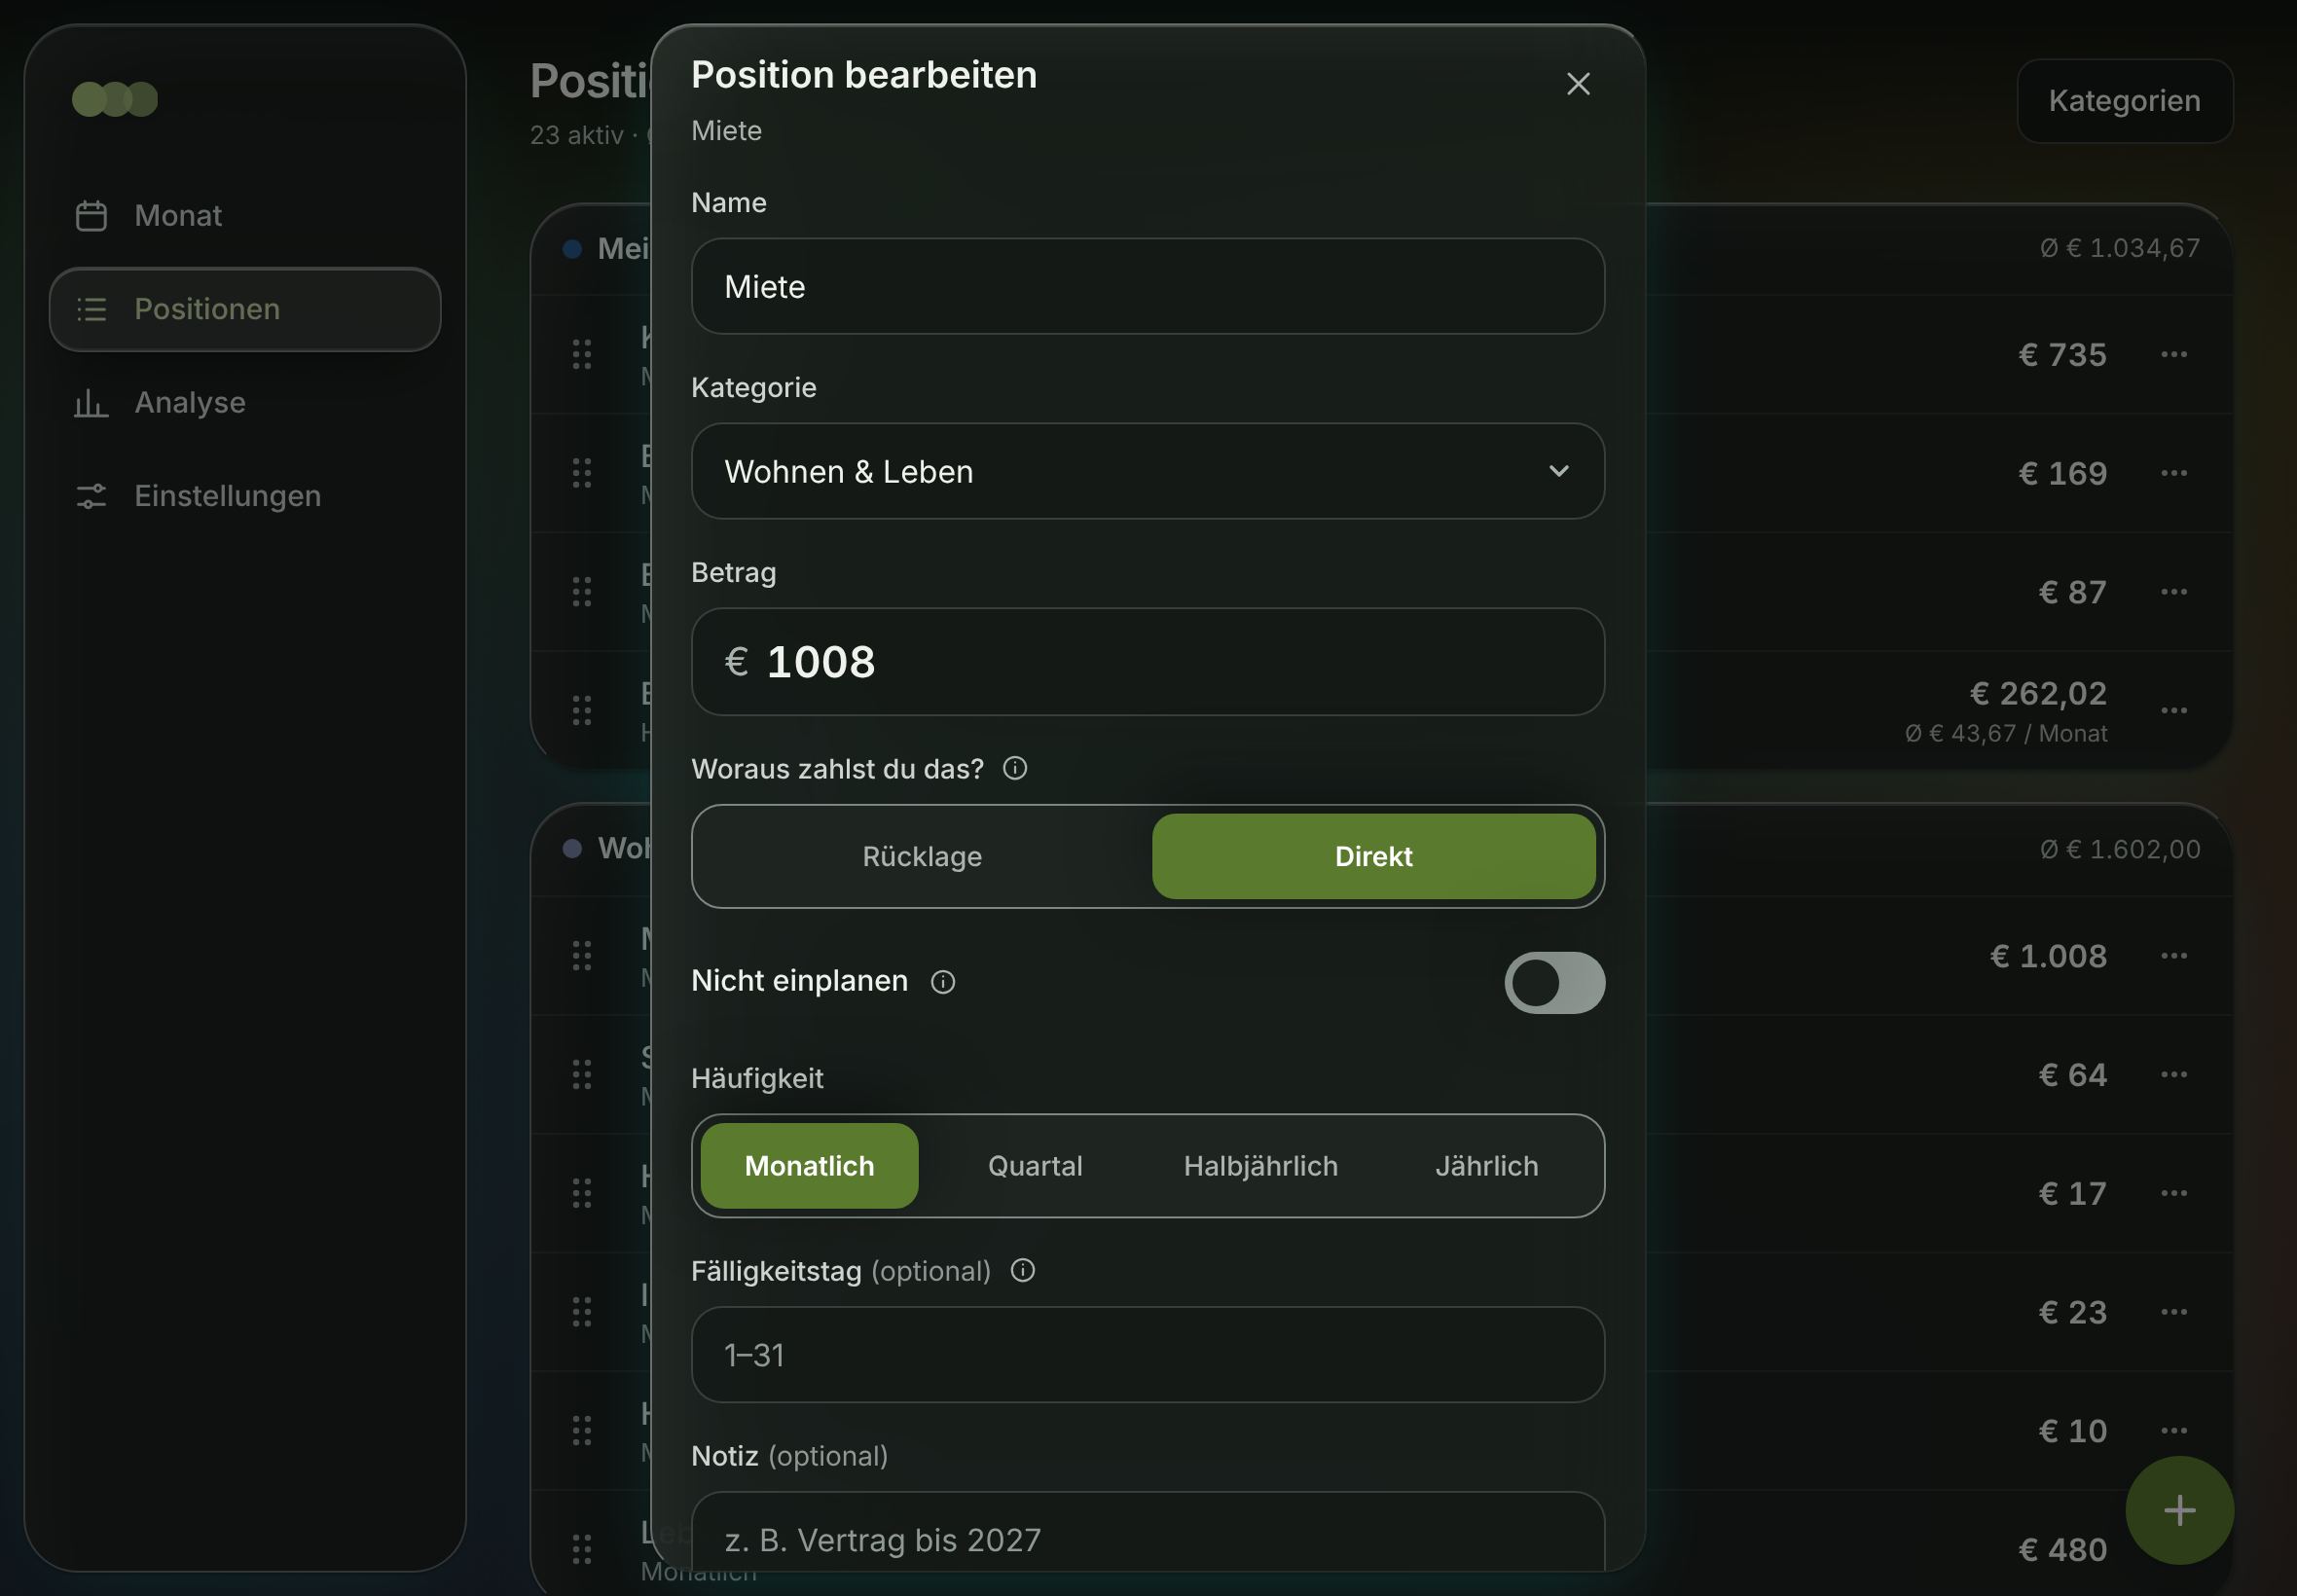 Monat
Positionen
Analyse
Einstellungen
23 aktiv ·
Kategorien
Ø € 1.034,67
€ 735
€ 169
€ 87
€ 262,02
Ø € 43,67 / Monat
Ø € 1.602,00
€ 1.008
€ 64
€ 17
€ 23
€ 10
€ 480
Monatlich
Position bearbeiten
Miete
Name
Miete
Kategorie
Wohnen & Leben
Betrag
€ 1008
Woraus zahlst du das?
Rücklage Direkt
Nicht einplanen
Häufigkeit
Monatlich Quartal Halbjährlich Jährlich
Fälligkeitstag (optional)
1–31
Notiz (optional)
z. B. Vertrag bis 2027